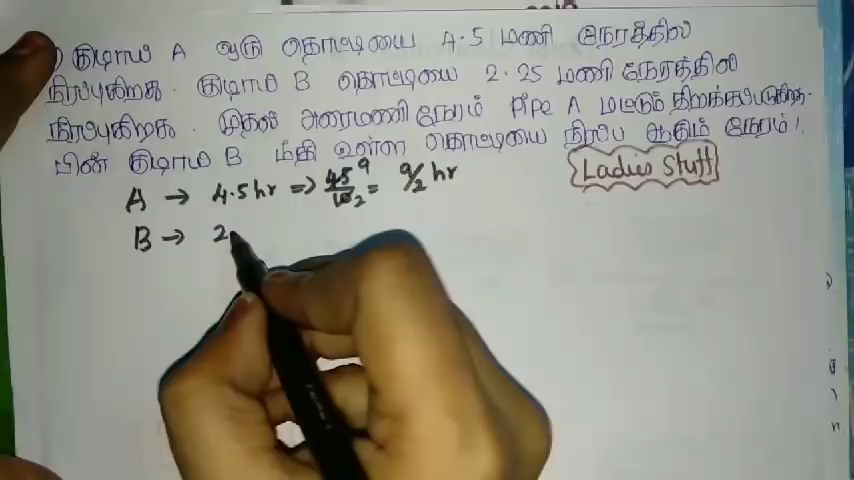 ) குடிாய் A ஒரு தொட்டியை 4.5 மணி நேரத்தில்
நிரப்புகிறது. குடிாய் B தொட்டியை 2.25 மணி நேரத்தில்
நிரப்புகிறது. முதல் அரைமணி நேரம் Pipe A மட்டும் திறக்கப்படுகிறது.
பின் குடிாய் B மீதி உள்ள தொட்டியை நிரப்ப ஆகும் நேரம்!
Ladies Stuff
A → 4.5 hr ⇒ 45/10 9 2 = 9/2 hr
B → 2